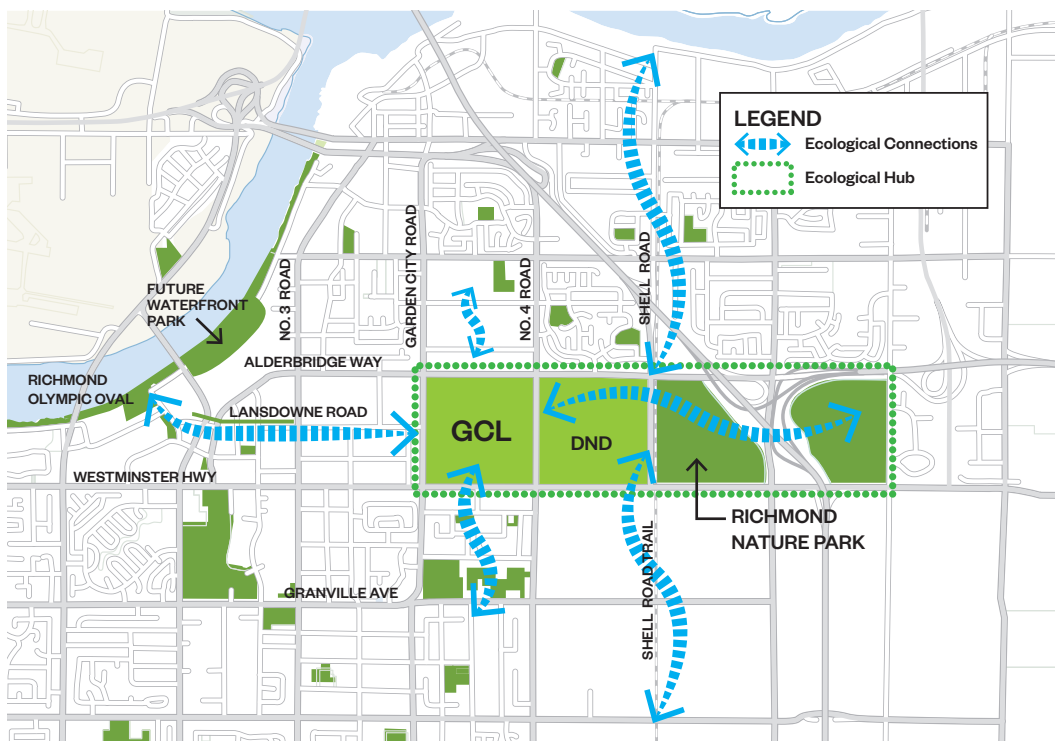 LEGEND
Ecological Connections
Ecological Hub
GARDEN CITY ROAD
NO. 3 ROAD
NO. 4 ROAD
SHELL ROAD
FUTURE
WATERFRONT
PARK
ALDERBRIDGE WAY
RICHMOND
OLYMPIC OVAL
LANSDOWNE ROAD
GCL
DND
WESTMINSTER HWY
RICHMOND
NATURE PARK
SHELL ROAD TRAIL
GRANVILLE AVE